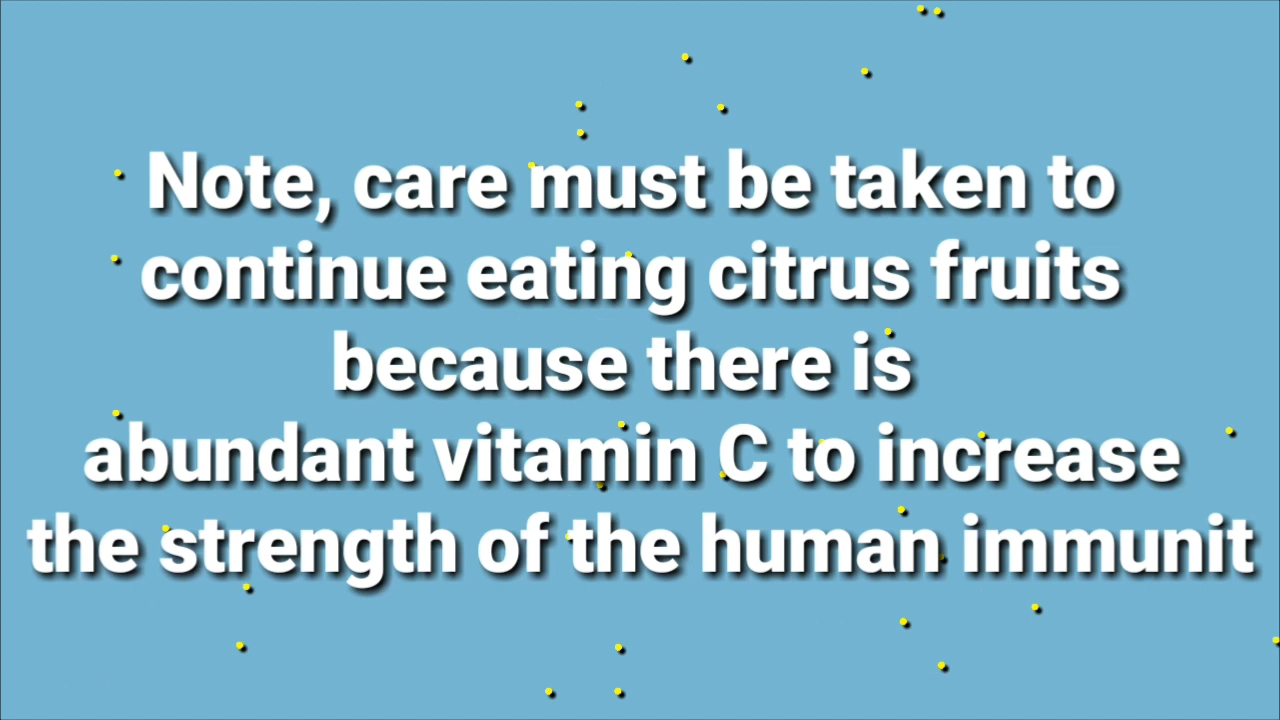 Note, care must be taken to
continue eating citrus fruits
because there is
abundant vitamin C to increase
the strength of the human immunit